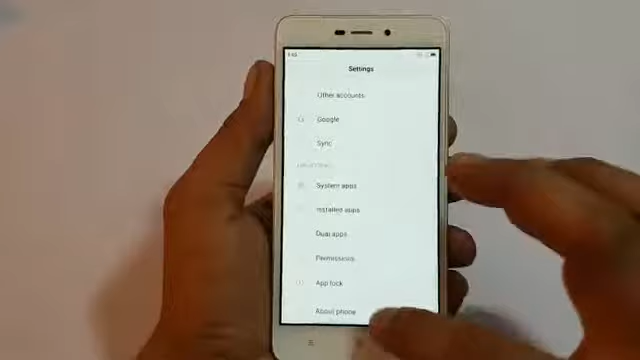 Settings
Other accounts
Google
Sync
System apps
Installed apps
Dual apps
Permissions
App lock
About phone